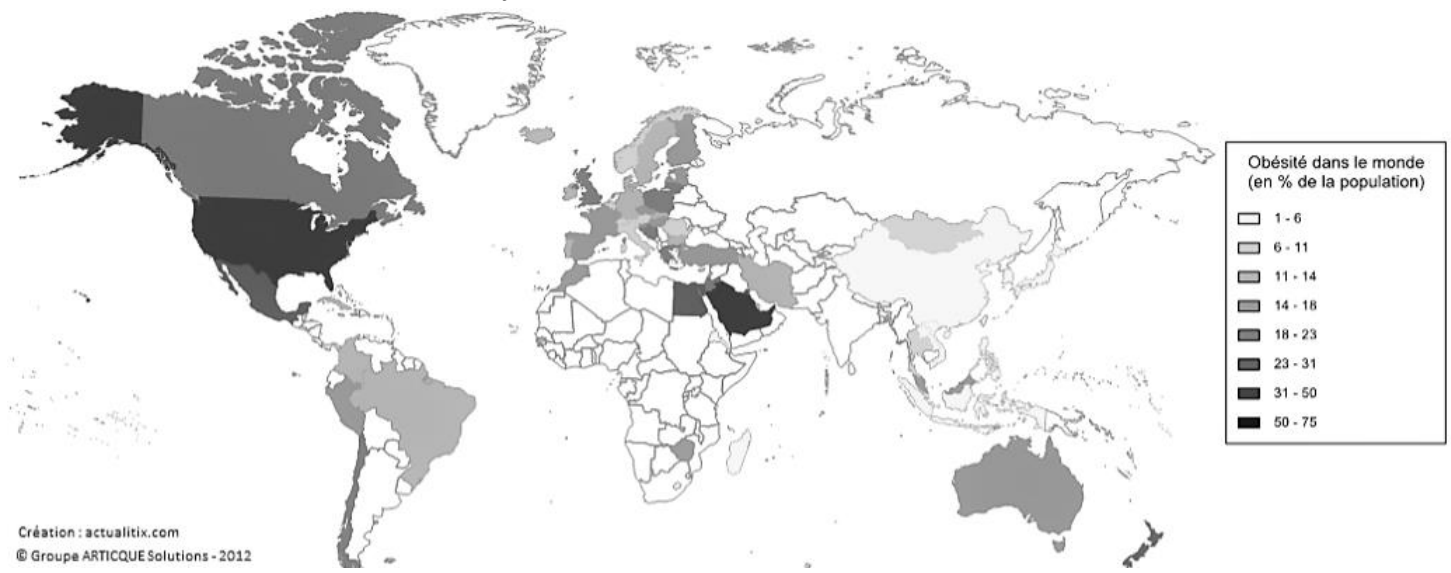 Obésité dans le monde
(en % de la population)
1 - 6
6 - 11
11 - 14
14 - 18
18 - 23
23 - 31
31 - 50
50 - 75
Création : actualitix.com
© Groupe ARTICQUE Solutions - 2012